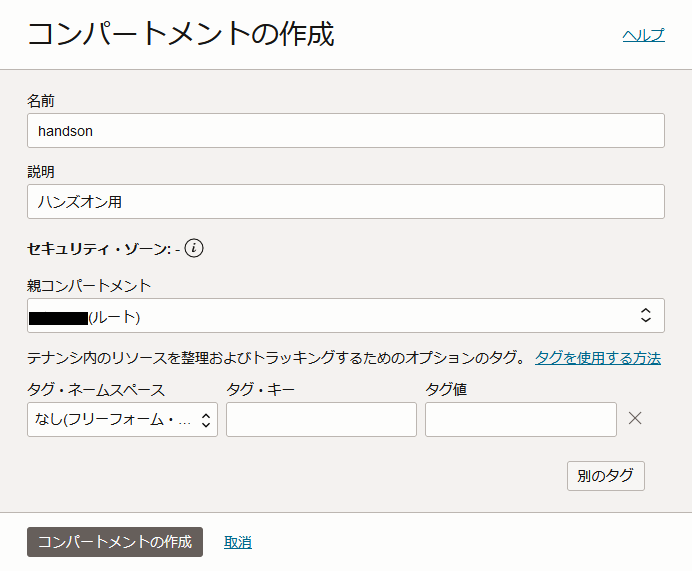 コンパートメントの作成
ヘルプ
名前
handson
説明
ハンズオン用
セキュリティ・ゾーン: - i
親コンパートメント
(ルート)
テナンシ内のリソースを整理およびトラッキングするためのオプションのタグ。 タグを使用する方法
タグ・ネームスペース タグ・キー タグ値
なし(フリーフォーム・...
別のタグ
コンパートメントの作成 取消